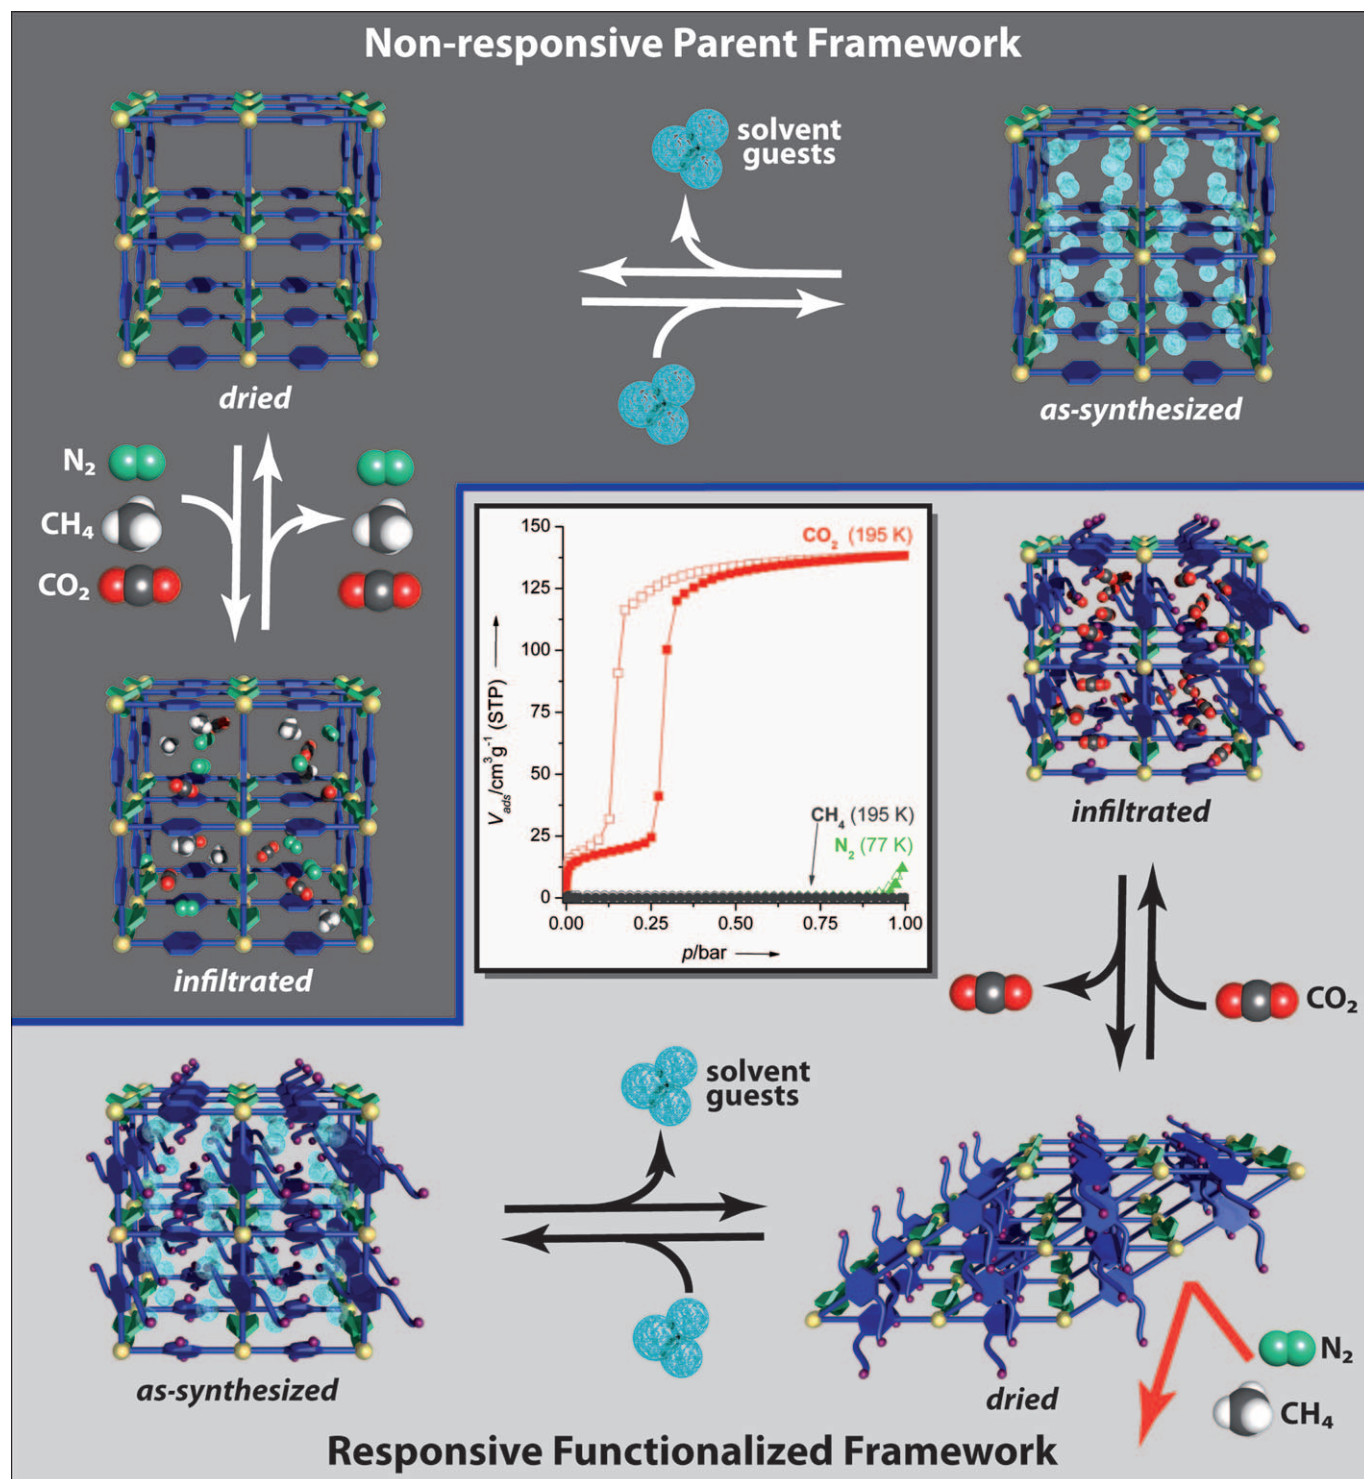 Non-responsive Parent Framework
solvent
guests
dried
as-synthesized
N₂
CH₄
CO₂
infiltrated
150
125
100
75
50
25
0
V_ads/cm³g⁻¹ (STP) →
CO₂ (195 K)
CH₄ (195 K)
N₂ (77 K)
0.00 0.25 0.50 0.75 1.00
p/bar →
infiltrated
CO₂
solvent
guests
as-synthesized
dried
N₂
CH₄
Responsive Functionalized Framework